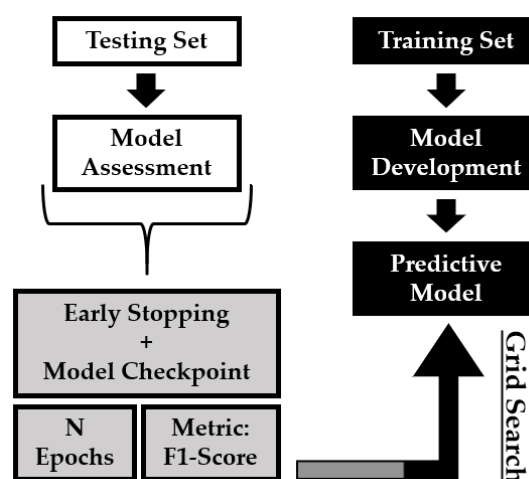 Testing Set
Model
Assessment
Early Stopping
+
Model Checkpoint
N
Epochs
Metric:
F1-Score
Training Set
Model
Development
Predictive
Model
Grid Search